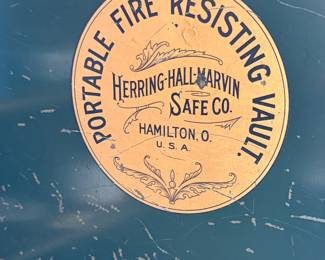 PORTABLE FIRE RESISTING VAULT.
HERRING-HALL-MARVIN
SAFE CO.
HAMILTON, O.
U.S.A.